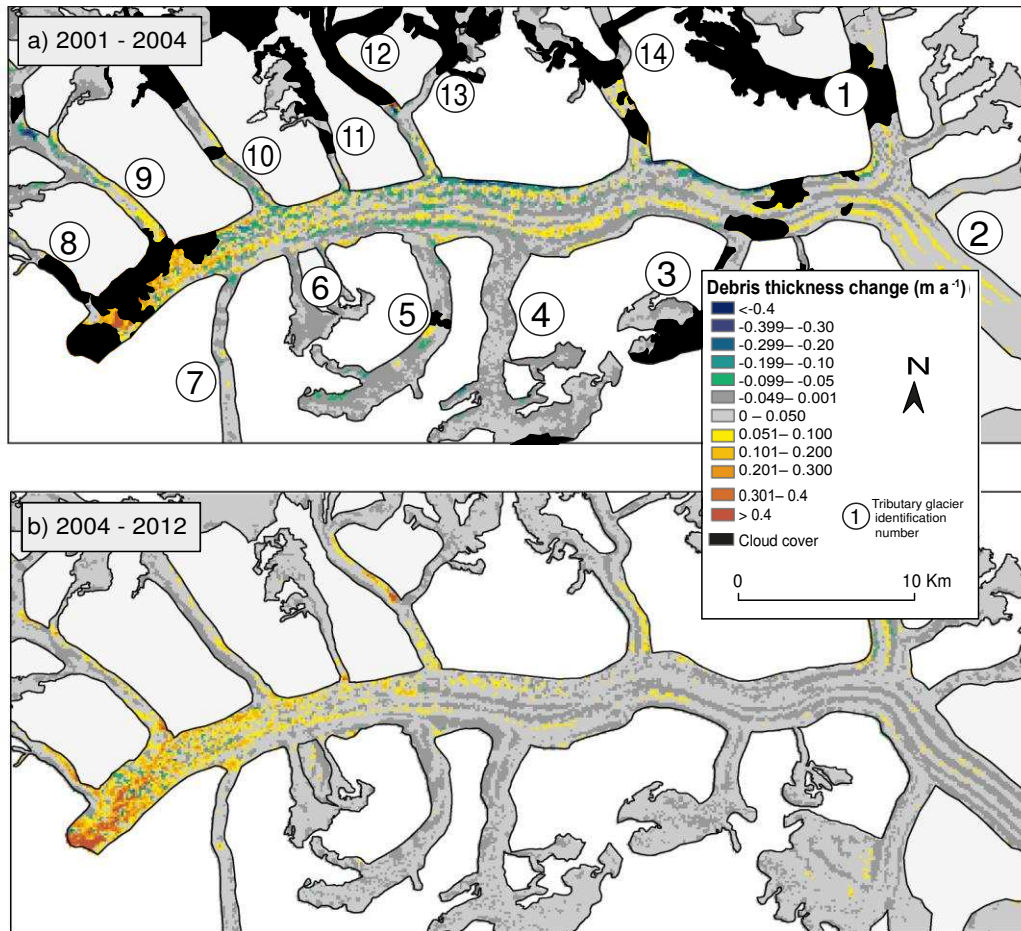 a) 2001 - 2004
12
14
13
1
11
10
9
8
2
3
6
5
4
7
Debris thickness change (m a⁻¹)
<-0.4
-0.399– -0.30
-0.299– -0.20
-0.199– -0.10
-0.099– -0.05
-0.049– 0.001
0 – 0.050
0.051– 0.100
0.101– 0.200
0.201– 0.300
0.301– 0.4
> 0.4
Cloud cover
N
1 Tributary glacier
identification
number
0 10 Km
b) 2004 - 2012